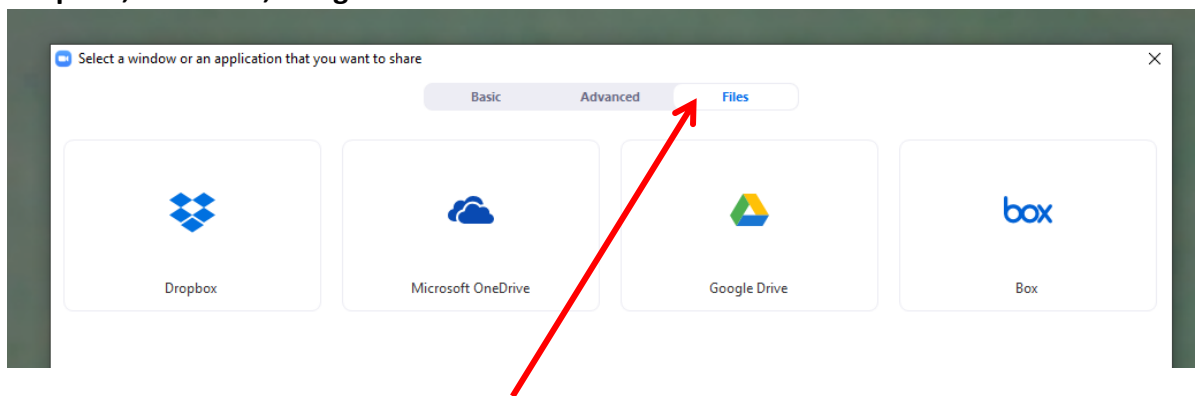 Select a window or an application that you want to share
Basic Advanced Files
box
Dropbox Microsoft OneDrive Google Drive Box